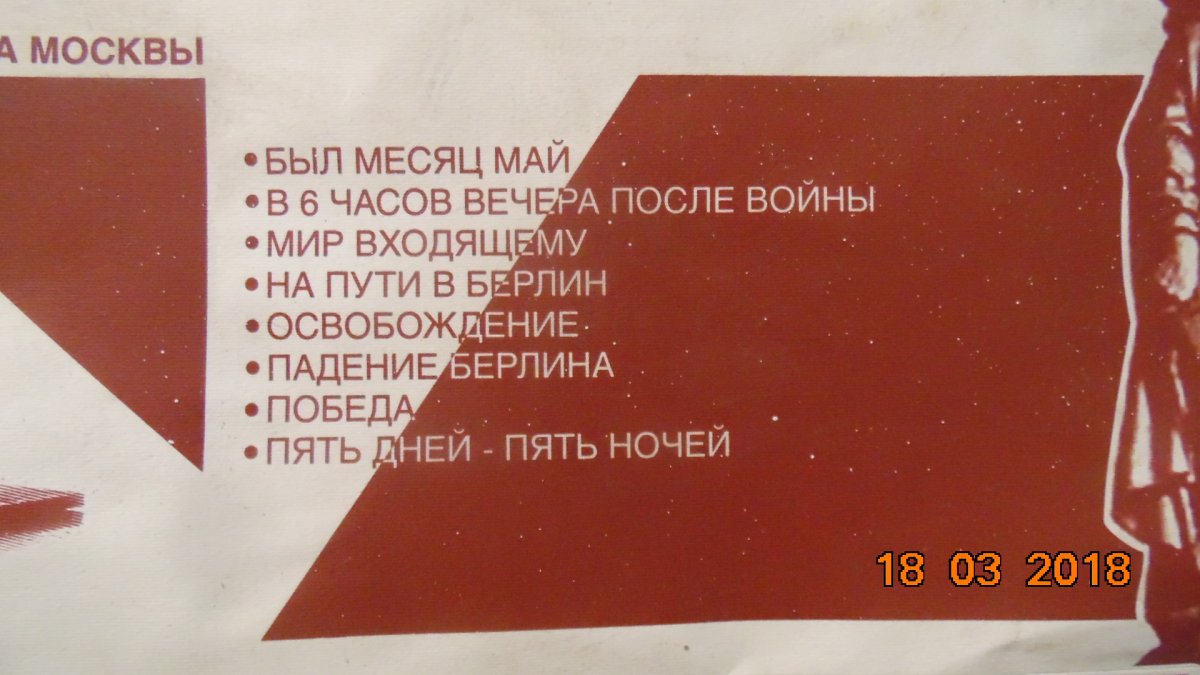 А МОСКВЫ
•БЫЛ МЕСЯЦ МАЙ
•В 6 ЧАСОВ ВЕЧЕРА ПОСЛЕ ВОЙНЫ
•МИР ВХОДЯЩЕМУ
•НА ПУТИ В БЕРЛИН
•ОСВОБОЖДЕНИЕ
•ПАДЕНИЕ БЕРЛИНА
•ПОБЕДА
•ПЯТЬ ДНЕЙ - ПЯТЬ НОЧЕЙ
18 03 2018